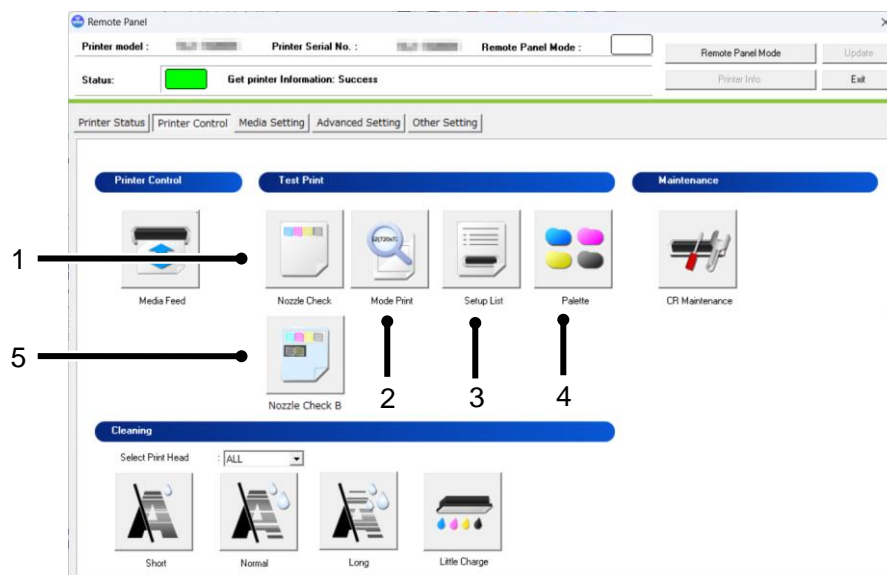 Remote Panel
Printer model : Printer Serial No. : Remote Panel Mode :
Remote Panel Mode Update
Status: Get printer Information: Success
Printer Info. Exit
Printer Status Printer Control Media Setting Advanced Setting Other Setting
Printer Control Test Print Maintenance
1
Media Feed Nozzle Check Mode Print Setup List Palette CR Maintenance
5
2 3 4
Nozzle Check B
Cleaning
Select Print Head : ALL
Short Normal Long Little Charge